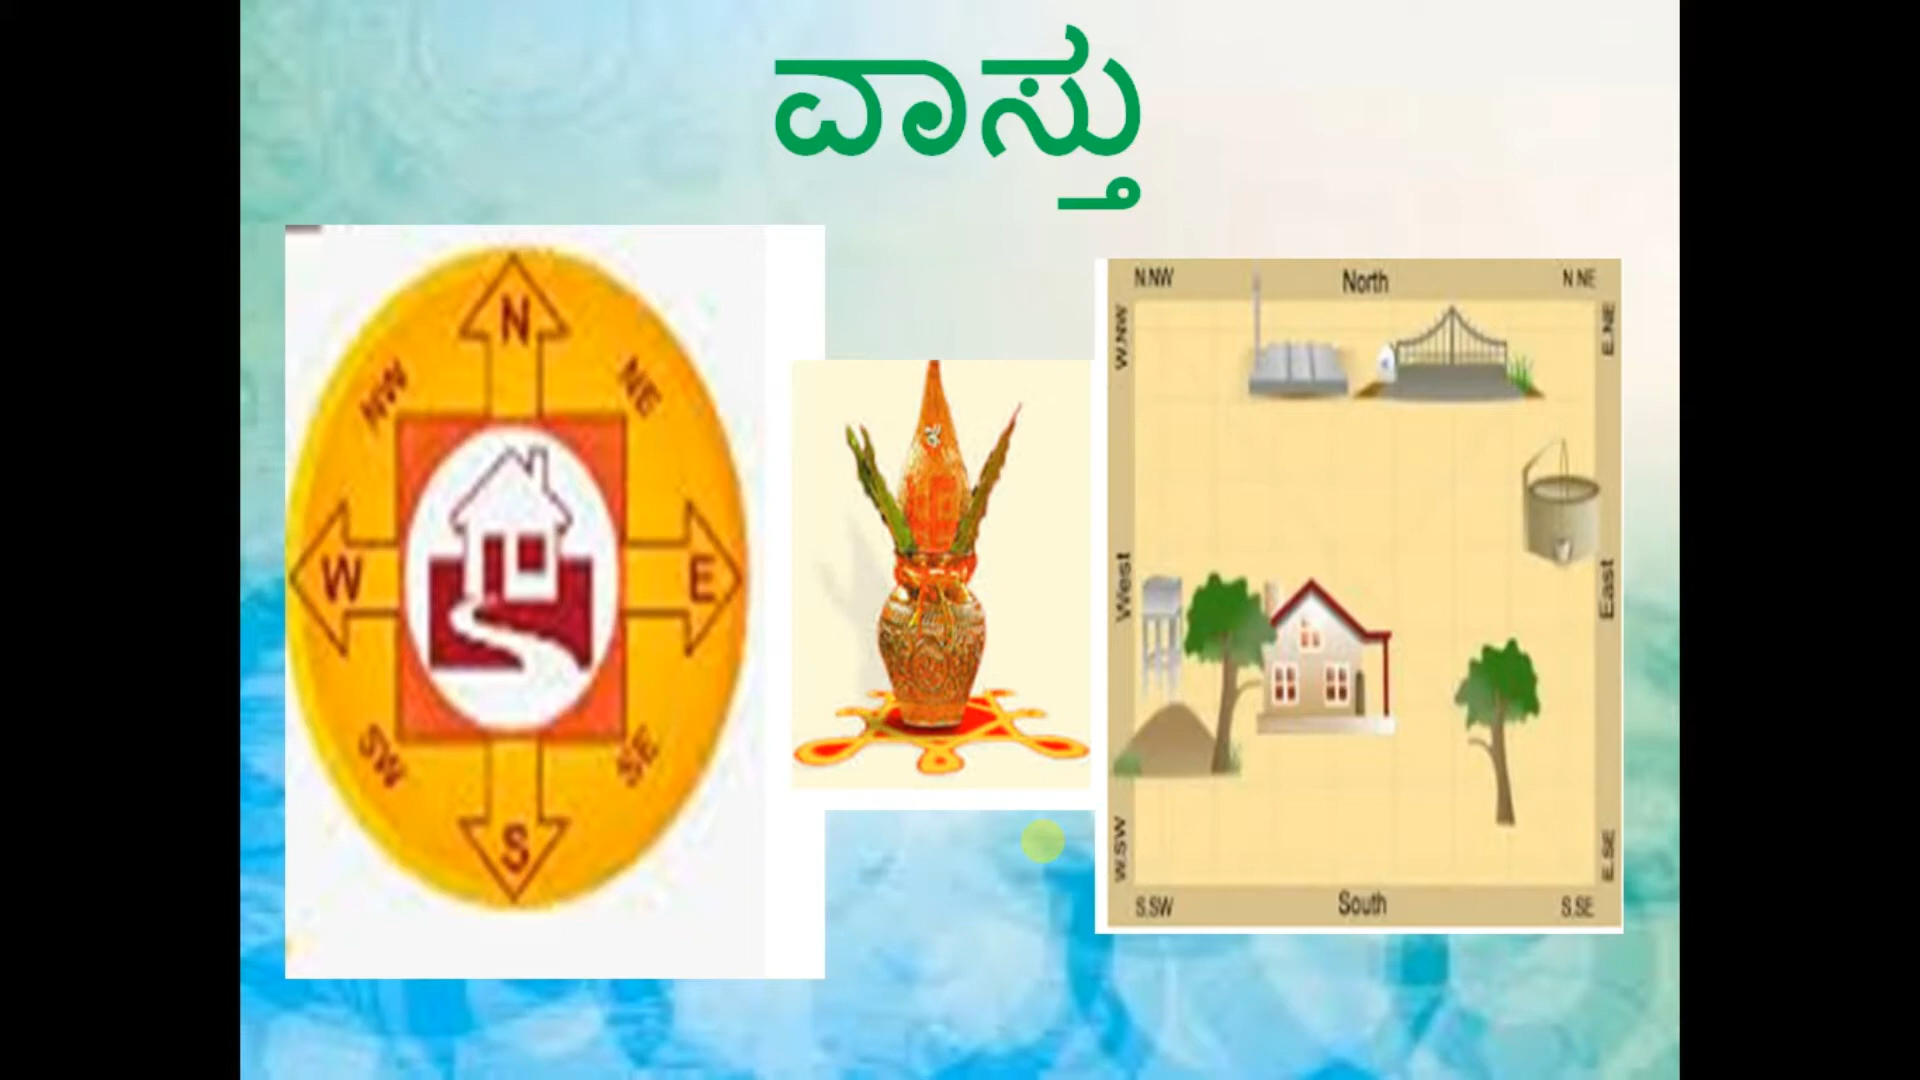 ವಾಸ್ತು
N
NW NE
W E
SW SE
S
N.NW North N.NE
W.NW E.NE
West East
W.SW E.SE
S.SW South S.SE